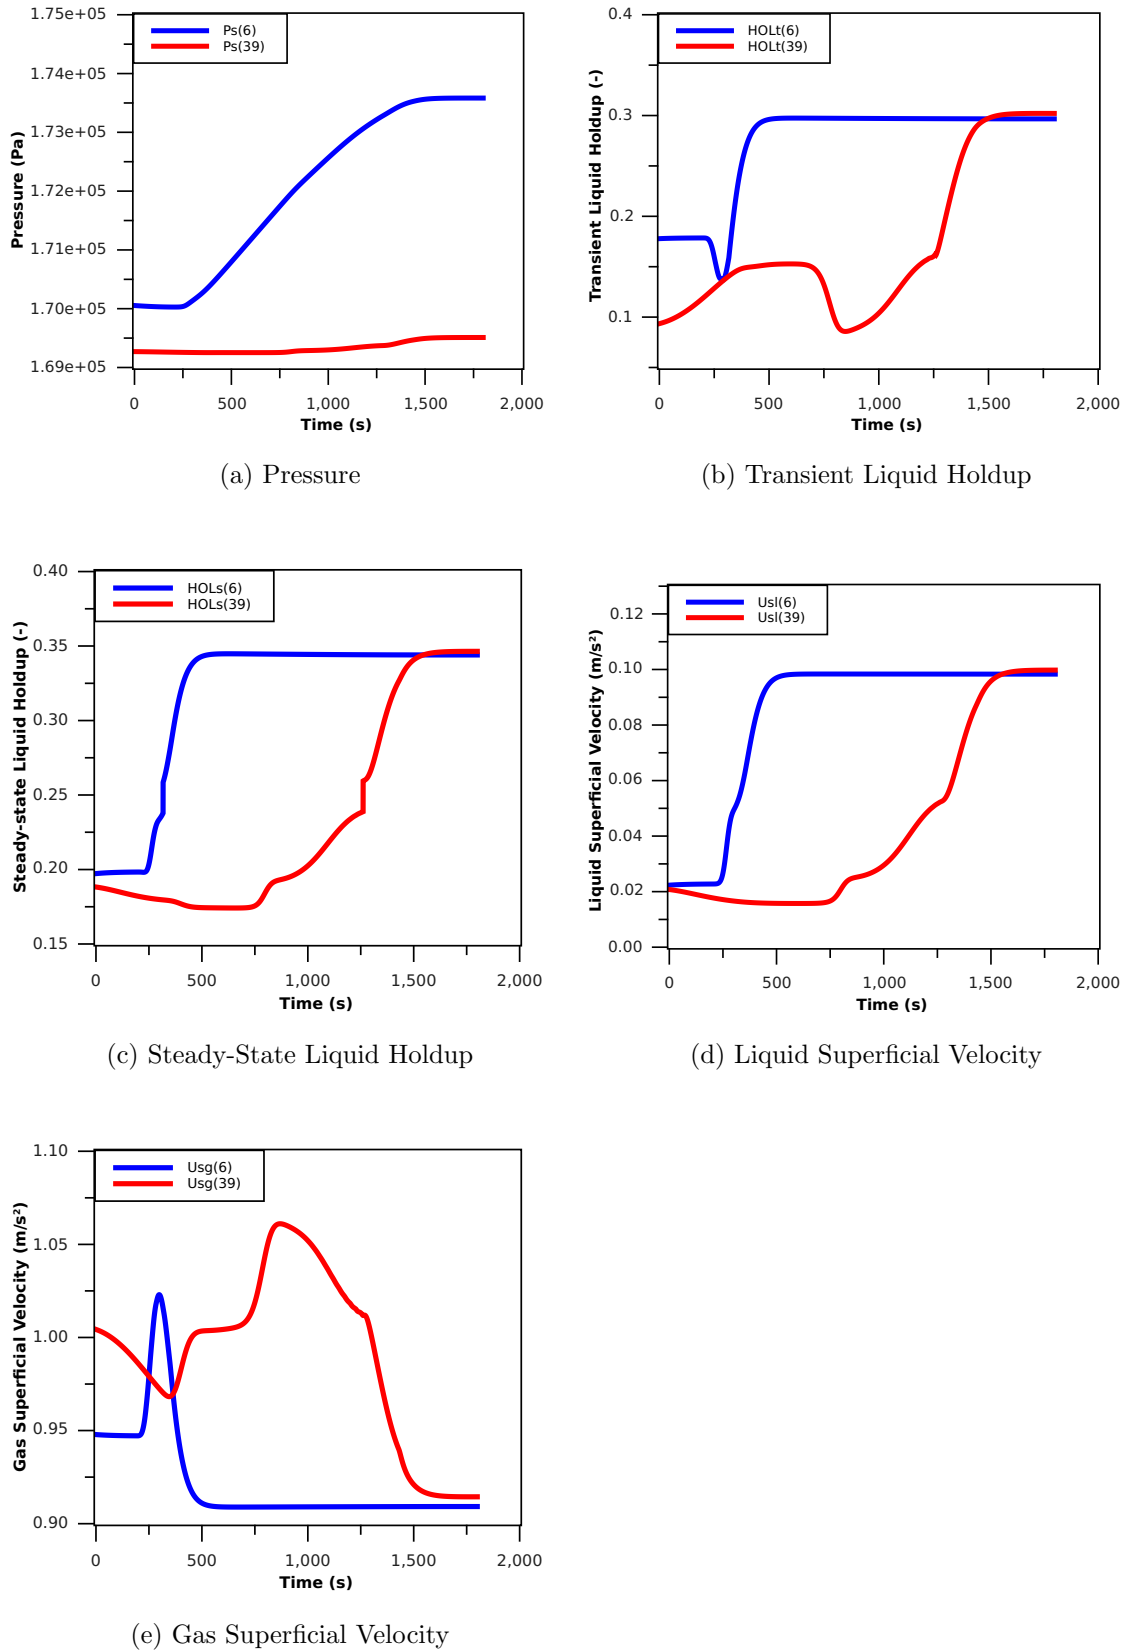 1.75e+05
1.74e+05
1.73e+05
1.72e+05
1.71e+05
1.70e+05
1.69e+05
Pressure (Pa)
Ps(6)
Ps(39)
0 500 1,000 1,500 2,000
Time (s)
(a) Pressure
0.4
0.3
0.2
0.1
Transient Liquid Holdup (-)
HOLt(6)
HOLt(39)
0 500 1,000 1,500 2,000
Time (s)
(b) Transient Liquid Holdup
0.40
0.35
0.30
0.25
0.20
0.15
Steady-state Liquid Holdup (-)
HOLs(6)
HOLs(39)
0 500 1,000 1,500 2,000
Time (s)
(c) Steady-State Liquid Holdup
0.12
0.10
0.08
0.06
0.04
0.02
0.00
Liquid Superficial Velocity (m/s²)
Usl(6)
Usl(39)
0 500 1,000 1,500 2,000
Time (s)
(d) Liquid Superficial Velocity
1.10
1.05
1.00
0.95
0.90
Gas Superficial Velocity (m/s²)
Usg(6)
Usg(39)
0 500 1,000 1,500 2,000
Time (s)
(e) Gas Superficial Velocity